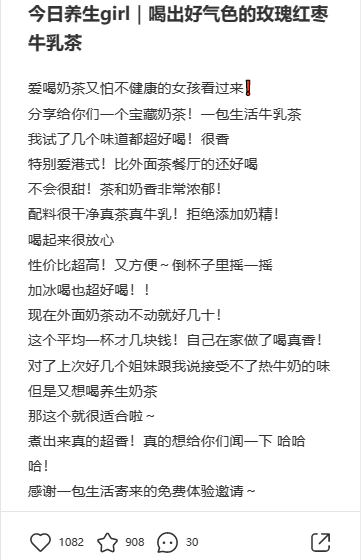 今日养生girl｜喝出好气色的玫瑰红枣
牛乳茶
爱喝奶茶又怕不健康的女孩看过来❗
分享给你们一个宝藏奶茶！一包生活牛乳茶
我试了几个味道都超好喝！很香
特别爱港式！比外面茶餐厅的还好喝
不会很甜！茶和奶香非常浓郁！
配料很干净真茶真牛乳！拒绝添加奶精！
喝起来很放心
性价比超高！又方便～倒杯子里摇一摇
加冰喝也超好喝！！
现在外面奶茶动不动就好几十！
这个平均一杯才几块钱！自己在家做了喝真香！
对了上次好几个姐妹跟我说接受不了热牛奶的味
但是又想喝养生奶茶
那这个就很适合啦～
煮出来真的超香！真的想给你们闻一下 哈哈
哈！
感谢一包生活寄来的免费体验邀请～
1082 908 30